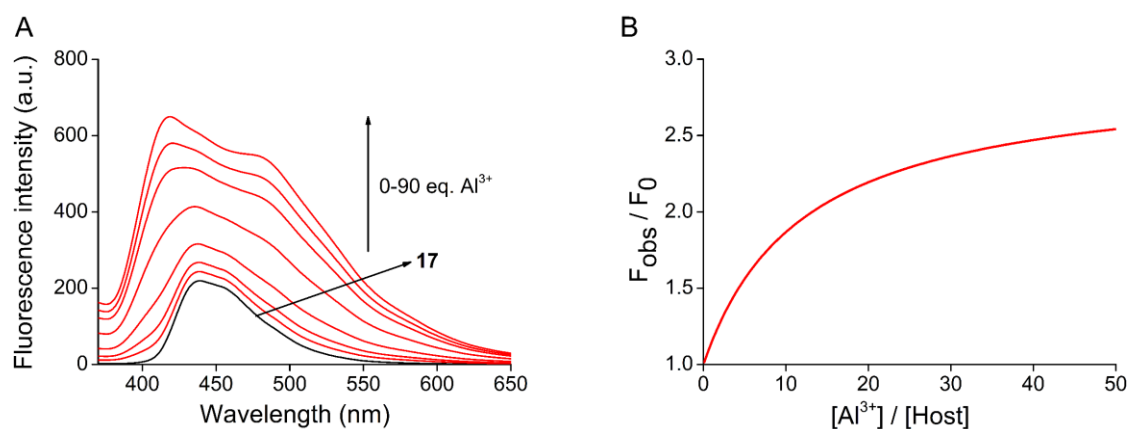 A
Fluorescence intensity (a.u.)
800
600
400
200
0
0-90 eq. Al³⁺
17
400 450 500 550 600 650
Wavelength (nm)
B
F_obs / F_0
3.0
2.5
2.0
1.5
1.0
0 10 20 30 40 50
[Al³⁺] / [Host]